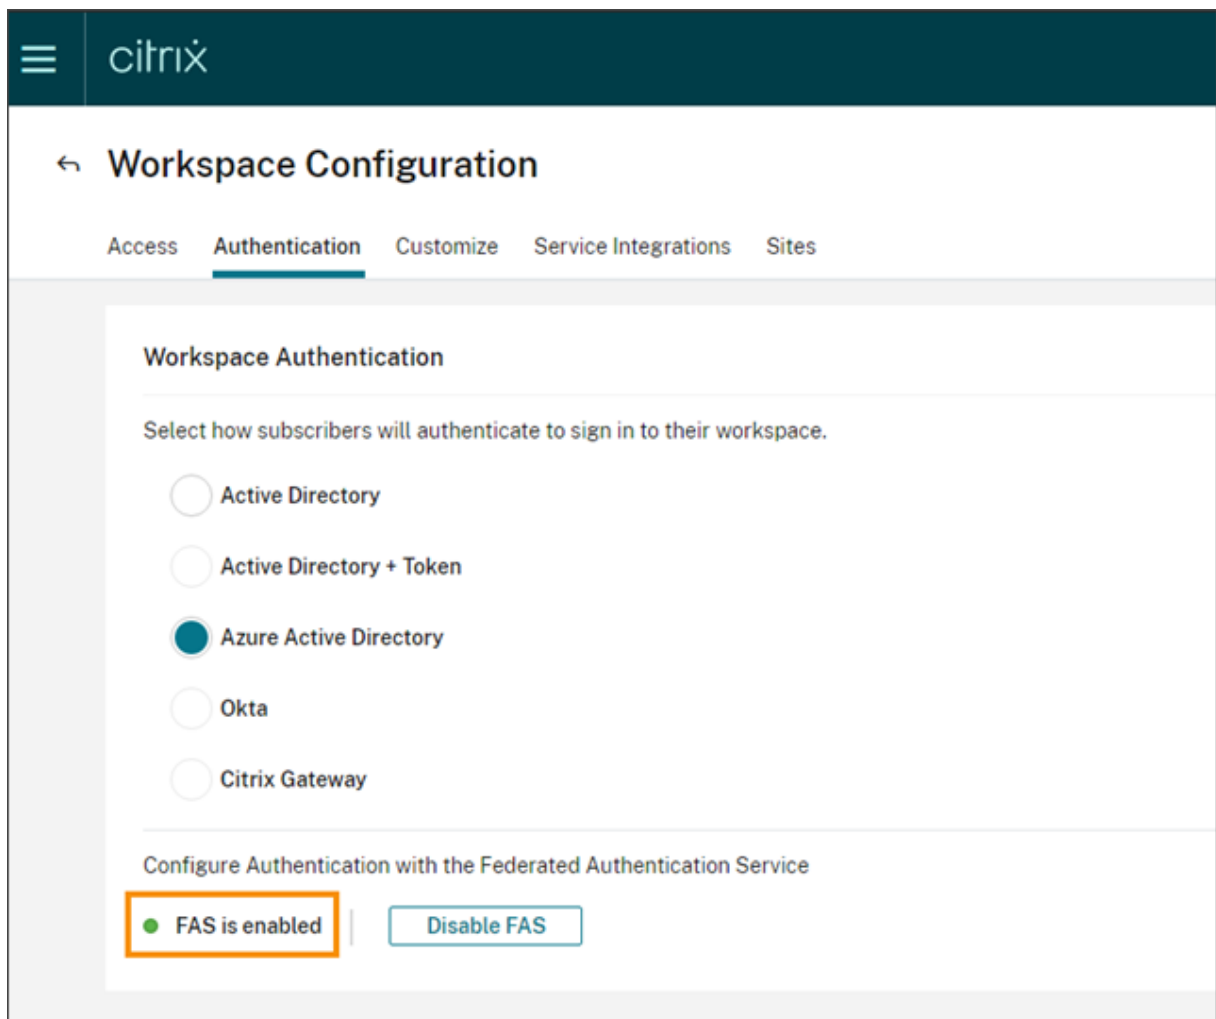 citrix
Workspace Configuration
Access Authentication Customize Service Integrations Sites
Workspace Authentication
Select how subscribers will authenticate to sign in to their workspace.
Active Directory
Active Directory + Token
Azure Active Directory
Okta
Citrix Gateway
Configure Authentication with the Federated Authentication Service
FAS is enabled Disable FAS